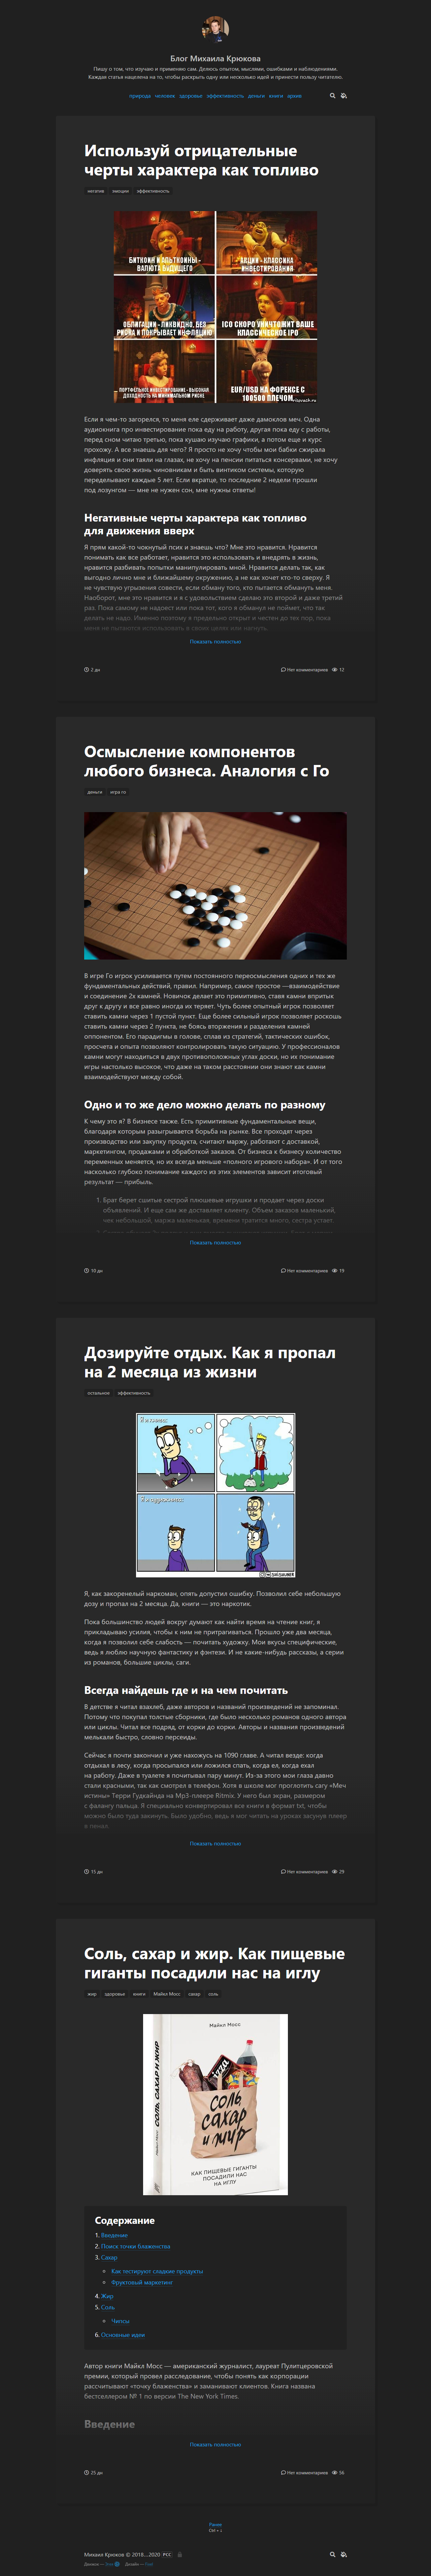 Блог Михаила Крюкова
Пишу о том, что изучаю и применяю сам. Делюсь опытом, мыслями, ошибками и наблюдениями.
Каждая статья нацелена на то, чтобы раскрыть одну или несколько идей и принести пользу читателю.
природа человек здоровье эффективность деньги книги архив
Используй отрицательные
черты характера как топливо
негатив эмоции эффективность
БИТКОИН И АЛЬТКОИНЫ -
ВАЛЮТА БУДУЩЕГО
АКЦИИ - КЛАССИКА
ИНВЕСТИРОВАНИЯ
ОБЛИГАЦИИ - ЛИКВИДНО, БЕЗ
РИСКА И ПОКРЫВАЕТ ИНФЛЯЦИЮ
ICO СКОРО УНИЧТОЖИТ ВАШЕ
КЛАССИЧЕСКОЕ IPO
ПОРТФЕЛЬНОЕ ИНВЕСТИРОВАНИЕ - ВЫСОКАЯ
ДОХОДНОСТЬ НА МИНИМАЛЬНОМ РИСКЕ
EUR/USD НА ФОРЕКСЕ С
100500 ПЛЕЧОМ
Если я чем-то загорелся, то меня еле сдерживает даже дамоклов меч. Одна
аудиокнига про инвестирование пока еду на работу, другая пока еду с работы,
перед сном читаю третью, пока кушаю изучаю графики, а потом еще и курс
прохожу. А все знаешь для чего? Я просто не хочу чтобы мои бабки сжирала
инфляция и они таяли на глазах, не хочу на пенсии питаться консервами, не хочу
доверять свою жизнь чиновникам и быть винтиком системы, которую
переделывают каждые 5 лет. Если вкратце, то последние 2 недели прошли
под лозунгом — мне не нужен сон, мне нужны ответы!
Негативные черты характера как топливо
для движения вверх
Я прям какой-то чокнутый псих и знаешь что? Мне это нравится. Нравится
понимать как все работает, нравится это использовать и внедрять в жизнь,
нравится разбивать попытки манипулировать мной. Нравится делать так, как
выгодно лично мне и ближайшему окружению, а не как хочет кто-то сверху. Я
не чувствую угрызения совести, если обману того, кто пытается обмануть меня.
Наоборот, мне это нравится и я с удовольствием сделаю это второй и даже третий
раз. Пока самому не надоест или пока тот, кого я обманул не поймет, что так
делать не надо. Именно поэтому я предельно открыт и честен до тех пор, пока
меня не пытаются использовать в своих целях или напарить.
Показать полностью
2 дн Нет комментариев 12
Осмысление компонентов
любого бизнеса. Аналогия с Го
деньги игра го
В игре Го игрок усиливается путем постоянного переосмысления одних и тех же
фундаментальных действий, правил. Например, самое простое —взаимодействие
и соединение 2х камней. Новичок делает это примитивно, ставя камни впритык
друг к другу и все равно иногда их теряет. Чуть более опытный игрок позволяет
ставить камни через 1 пустой пункт. Еще более сильный игрок позволяет роскошь
ставить камни через 2 пункта, не боясь вторжения и разделения камней
оппонентом. Его парадигмы в голове, сплав из стратегий, тактических ошибок,
просчета и опыта позволяют контролировать такую ситуацию. У профессионалов
камни могут находиться в двух противоположных углах доски, но их понимание
игры настолько высокое, что даже на таком расстоянии они знают как камни
взаимодействуют между собой.
Одно и то же дело можно делать по разному
К чему это я? В бизнесе также. Есть примитивные фундаментальные вещи,
благодаря которым разыгрывается борьба на рынке. Все проходят через
производство или закупку продукта, считают маржу, работают с доставкой,
маркетингом, продажами и обработкой заказов. От бизнеса к бизнесу количество
переменных меняется, но их всегда меньше «полного игрового набора». И от того
насколько глубоко понимание каждого из этих элементов зависит итоговый
результат — прибыль.
1. Брат берет сшитые сестрой плюшевые игрушки и продает через доски
объявлений. И еще сам же доставляет клиенту. Объем заказов маленький,
чек небольшой, маржа маленькая, времени тратится много, сестра устает.
Показать полностью
10 дн Нет комментариев 19
Дозируйте отдых. Как я пропал
на 2 месяца из жизни
остальное эффективность
Я, как закоренелый наркоман, опять допустил ошибку. Позволил себе небольшую
дозу и пропал на 2 месяца. Да, книги — это наркотик.
Пока большинство людей вокруг думают как найти время на чтение книг, я
прикладываю усилия, чтобы к ним не притрагиваться. Прошло уже два месяца,
когда я позволил себе слабость — почитать художку. Мои вкусы специфические,
ведь я люблю научную фантастику и фэнтези. И не какие-нибудь рассказы, а серии
из романов, большие циклы, саги.
Всегда найдешь где и на чем почитать
В детстве я читал взахлеб, даже авторов и названий произведений не запоминал.
Потому что покупал толстые сборники, где было несколько романов одного автора
или циклы. Читал все подряд, от корки до корки. Авторы и названия произведений
мелькали быстро, словно персеиды.
Сейчас я почти закончил и уже нахожусь на 1090 главе. А читал везде: когда
отдыхал в лесу, когда просыпался или ложился спать, когда ел, когда ехал
на работу. Даже в туалете я почитывал пару минут. Из-за этого мои глаза давно
стали красными, так как смотрел в телефон. Хотя в школе мог проглотить сагу «Меч
истины» Терри Гудкайнда на Mp3-плеере Ritmix. У него был экран, размером
с фалангу пальца. Я специально конвертировал все книги в формат txt, чтобы
можно было туда закинуть. Было удобно, ведь я мог читать на уроках засунув плеер
в пенал.
Показать полностью
15 дн Нет комментариев 29
Соль, сахар и жир. Как пищевые
гиганты посадили нас на иглу
жир здоровье книги Майкл Мосс сахар соль
МАЙКЛ МОСС
СОЛЬ, САХАР И ЖИР
pizza
СОЛЬ
САХАР
И ЖИР
КАК ПИЩЕВЫЕ ГИГАНТЫ
ПОСАДИЛИ НАС
НА ИГЛУ
Содержание
1. Введение
2. Поиск точки блаженства
3. Сахар
Как тестируют сладкие продукты
Фруктовый маркетинг
4. Жир
5. Соль
Чипсы
6. Основные идеи
Автор книги Майкл Мосс — американский журналист, лауреат Пулитцеровской
премии, который провел расследование, чтобы понять как корпорации
рассчитывают «точку блаженства» и заманивают клиентов. Книга названа
бестселлером № 1 по версии The New York Times.
Введение
Показать полностью
25 дн Нет комментариев 56
Ранее
Ctrl + ↓
Михаил Крюков © 2018...2020 РСС